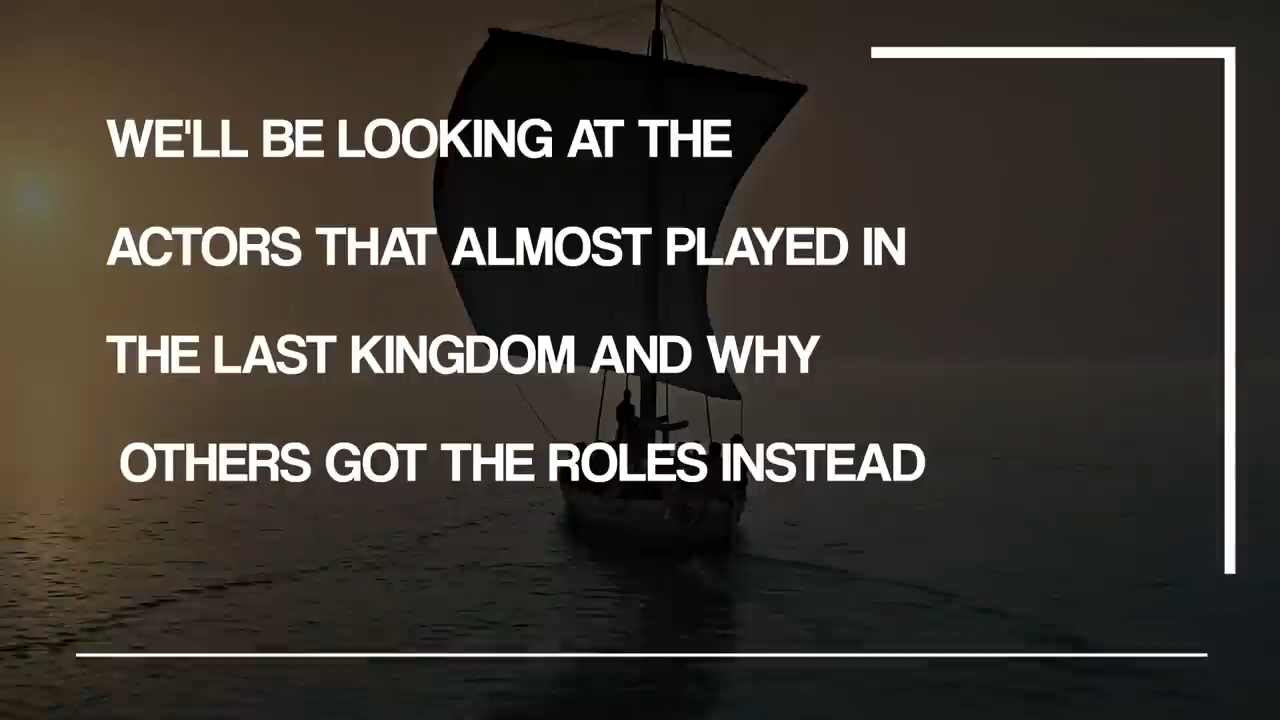 WE'LL BE LOOKING AT THE
ACTORS THAT ALMOST PLAYED IN
THE LAST KINGDOM AND WHY
OTHERS GOT THE ROLES INSTEAD